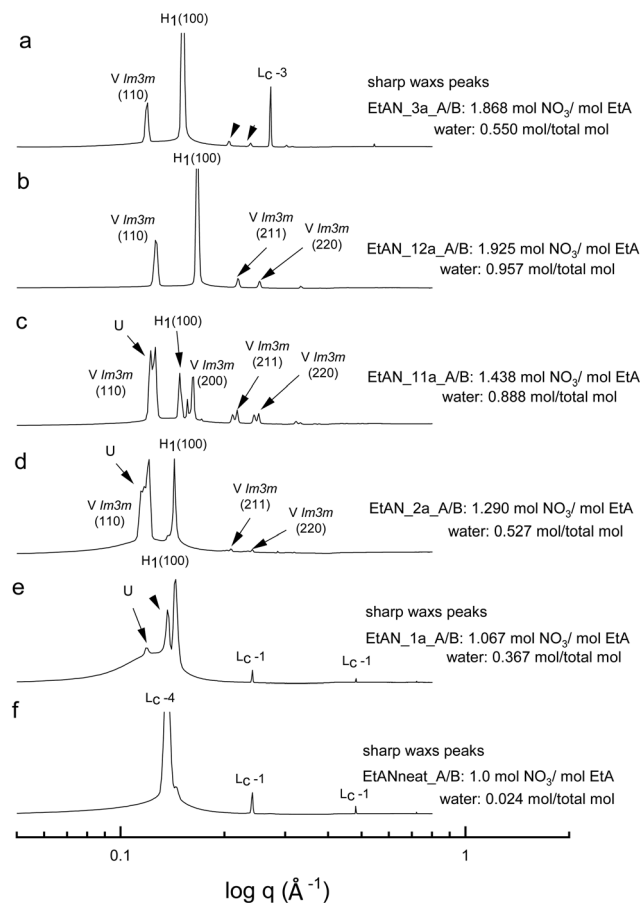 a
H1(100)
V Im3m
(110)
LC -3
sharp waxs peaks
EtAN_3a_A/B: 1.868 mol NO3/ mol EtA
water: 0.550 mol/total mol
b
H1(100)
V Im3m
(110)
V Im3m
(211)
V Im3m
(220)
EtAN_12a_A/B: 1.925 mol NO3/ mol EtA
water: 0.957 mol/total mol
c
U
H1(100)
V Im3m
(110)
V Im3m
(200)
V Im3m
(211)
V Im3m
(220)
EtAN_11a_A/B: 1.438 mol NO3/ mol EtA
water: 0.888 mol/total mol
d
U
H1(100)
V Im3m
(110)
V Im3m
(211)
V Im3m
(220)
EtAN_2a_A/B: 1.290 mol NO3/ mol EtA
water: 0.527 mol/total mol
e
H1(100)
U
LC -1
LC -1
sharp waxs peaks
EtAN_1a_A/B: 1.067 mol NO3/ mol EtA
water: 0.367 mol/total mol
f
LC -4
LC -1
LC -1
sharp waxs peaks
EtANneat_A/B: 1.0 mol NO3/ mol EtA
water: 0.024 mol/total mol
0.1
1
log q (Å-1)